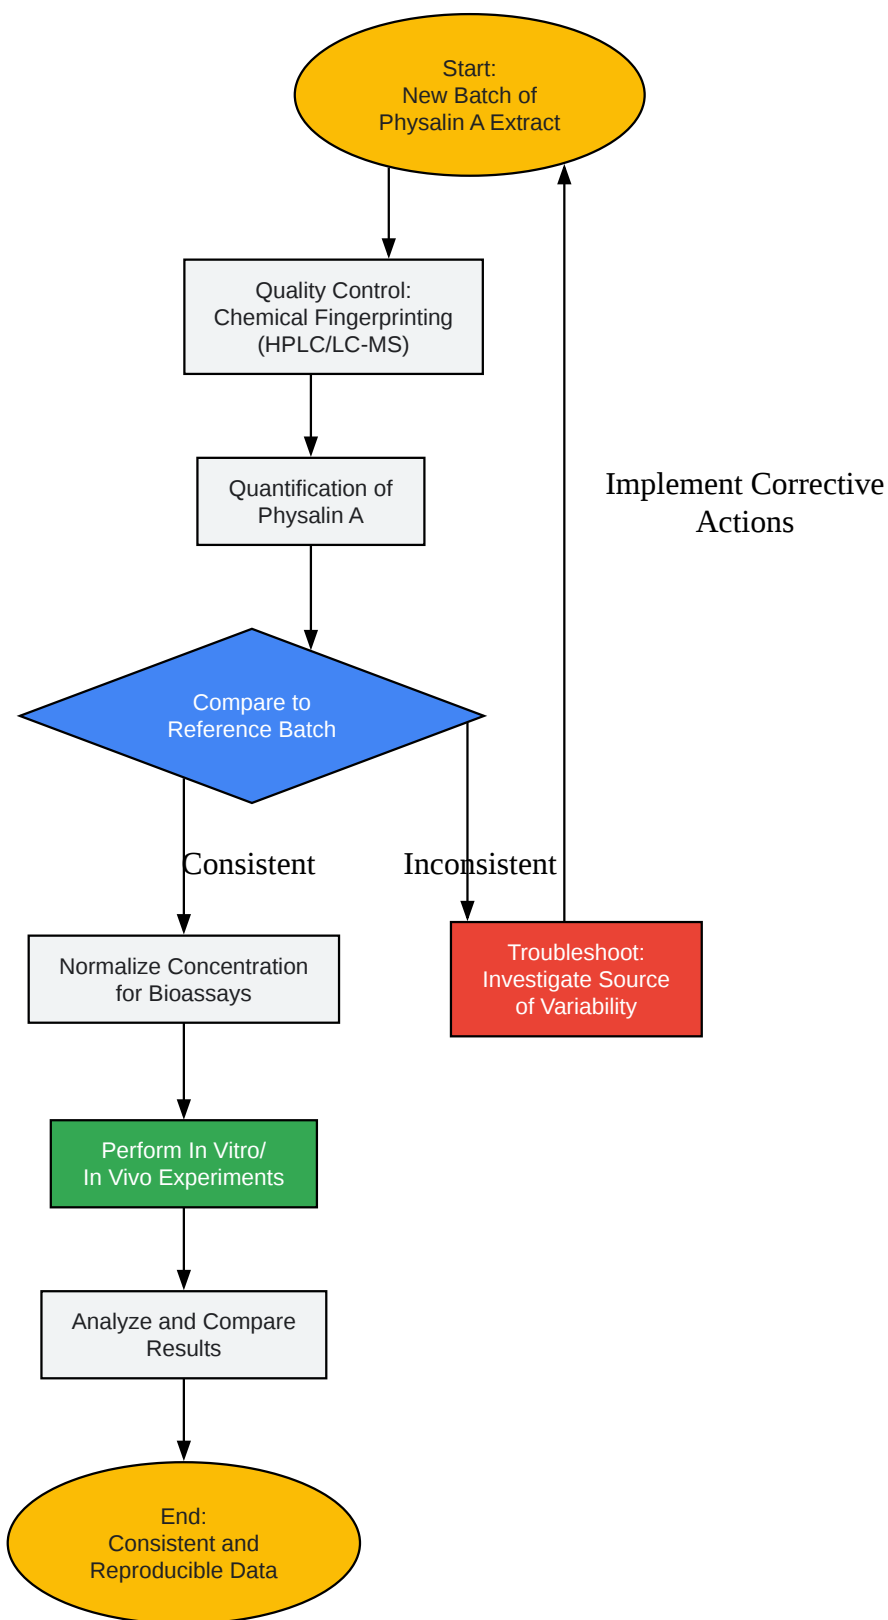 Start:
New Batch of
Physalin A Extract
Quality Control:
Chemical Fingerprinting
(HPLC/LC-MS)
Quantification of
Physalin A
Implement Corrective
Actions
Compare to
Reference Batch
Consistent
Inconsistent
Normalize Concentration
for Bioassays
Troubleshoot:
Investigate Source
of Variability
Perform In Vitro/
In Vivo Experiments
Analyze and Compare
Results
End:
Consistent and
Reproducible Data